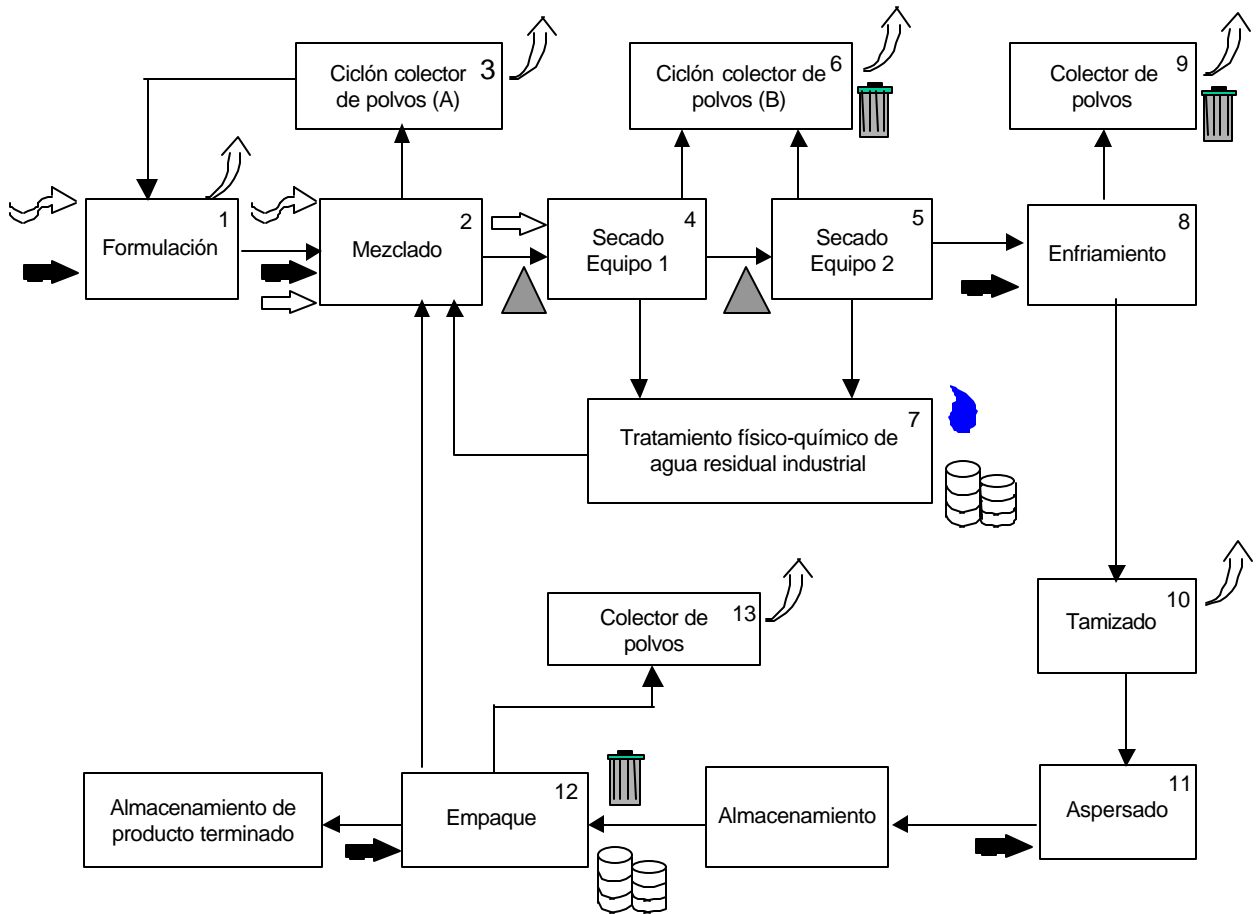 Ciclón colector
de polvos (A)
3
Ciclón colector de
polvos (B)
6
Colector de
polvos
9
Formulación
1
Mezclado
2
Secado
Equipo 1
4
Secado
Equipo 2
5
Enfriamiento
8
Tratamiento físico-químico de
agua residual industrial
7
Colector de
polvos
13
Tamizado
10
Almacenamiento de
producto terminado
Empaque
12
Almacenamiento
Aspersado
11